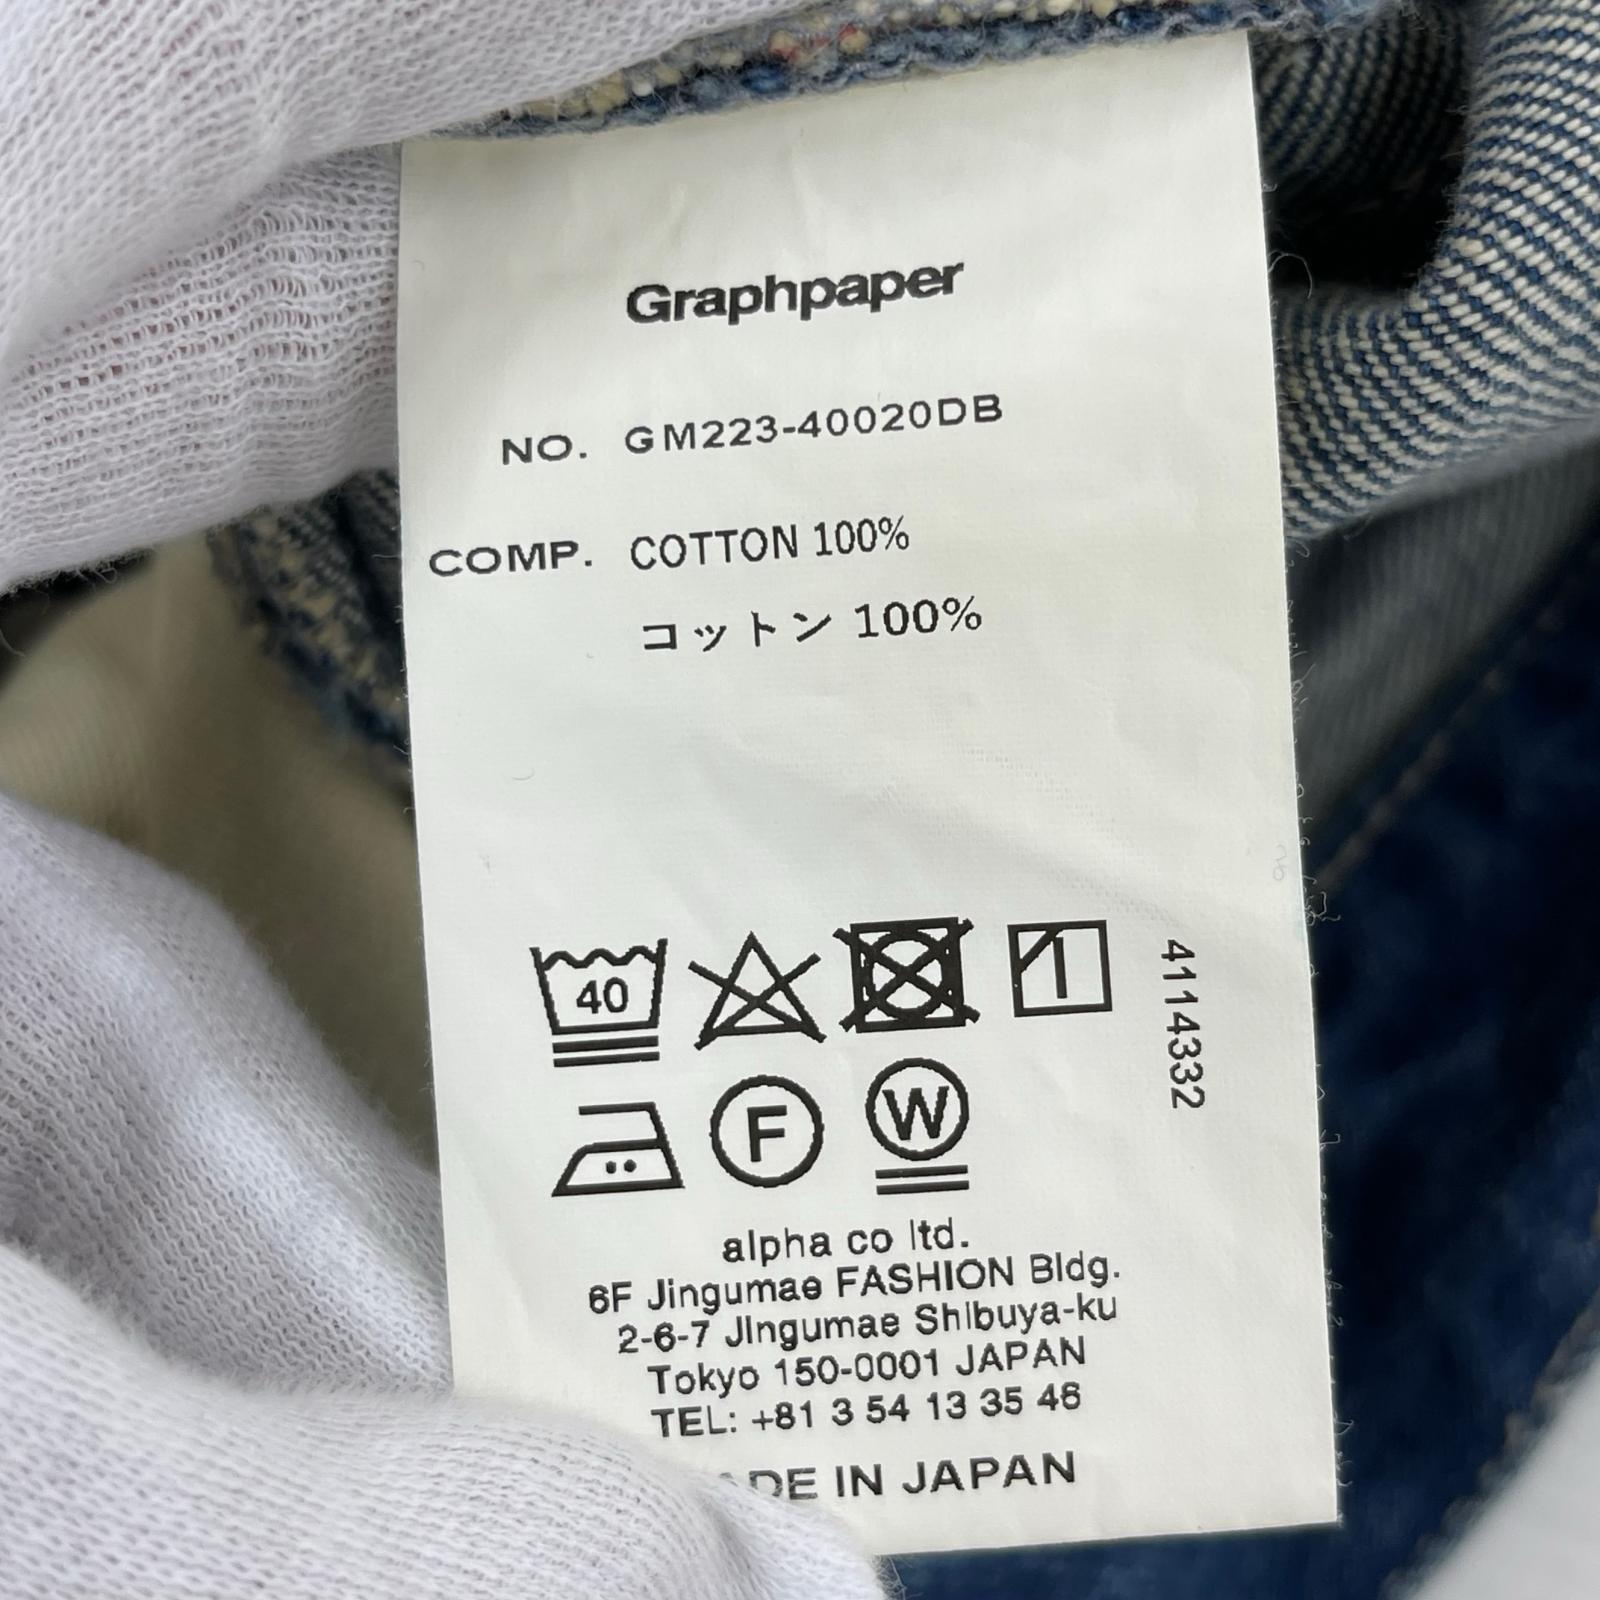 Graphpaper
NO. GM223-40020DB
COMP. COTTON 100%
コットン 100%
40
4114332
F
W
alpha co ltd.
6F Jingumae FASHION Bldg.
2-6-7 Jingumae Shibuya-ku
Tokyo 150-0001 JAPAN
TEL: +81 3 54 13 35 46
IN JAPAN